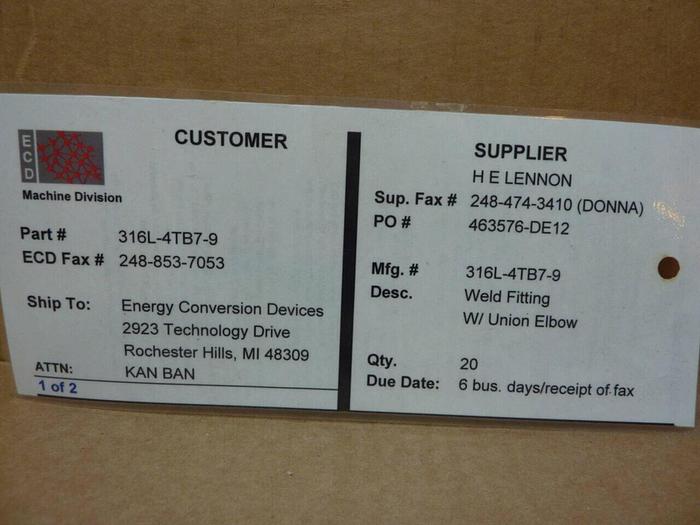 ECD
Machine Division
CUSTOMER
Part # 316L-4TB7-9
ECD Fax # 248-853-7053
Ship To: Energy Conversion Devices
2923 Technology Drive
Rochester Hills, MI 48309
ATTN: KAN BAN
1 of 2
SUPPLIER
H E LENNON
Sup. Fax # 248-474-3410 (DONNA)
PO # 463576-DE12
Mfg. # 316L-4TB7-9
Desc. Weld Fitting
W/ Union Elbow
Qty. 20
Due Date: 6 bus. days/receipt of fax